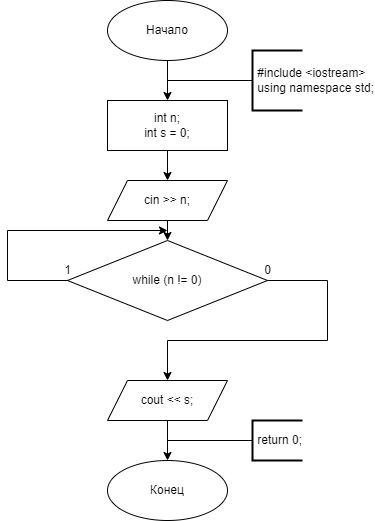 Начало
#include <iostream>
using namespace std;
int n;
int s = 0;
cin >> n;
1
0
while (n != 0)
cout << s;
return 0;
Конец